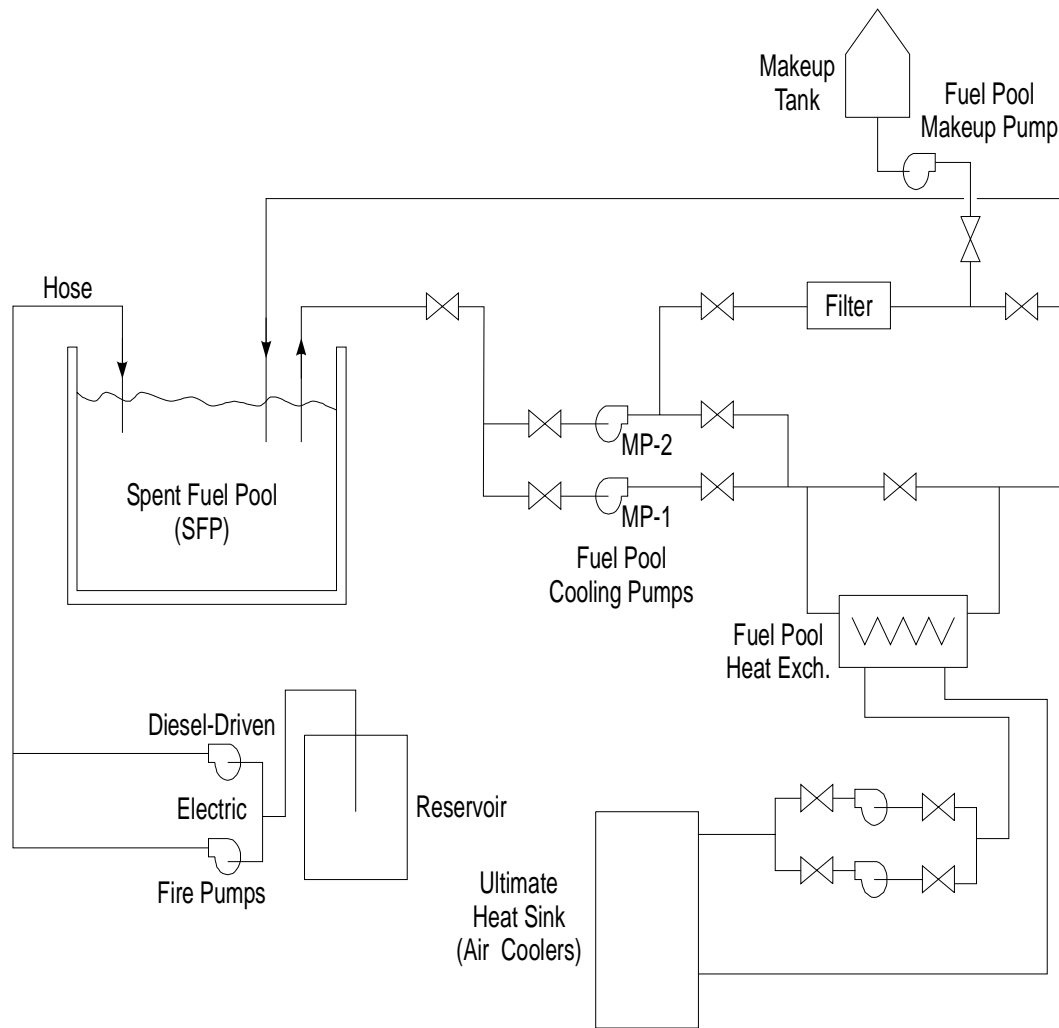 Makeup
Tank
Fuel Pool
Makeup Pump
Hose
Filter
MP-2
Spent Fuel Pool
(SFP)
MP-1
Fuel Pool
Cooling Pumps
Fuel Pool
Heat Exch.
Diesel-Driven
Electric
Reservoir
Fire Pumps
Ultimate
Heat Sink
(Air Coolers)